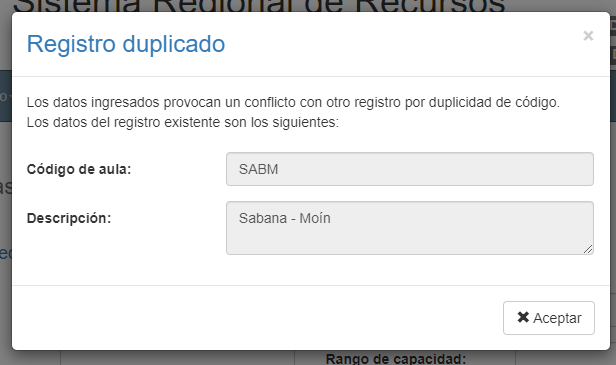 Sistema Regional de Recursos
Registro duplicado
×
Los datos ingresados provocan un conflicto con otro registro por duplicidad de código.
Los datos del registro existente son los siguientes:
Código de aula:
SABM
Descripción:
Sabana - Moín
✖ Aceptar
Rango de capacidad: